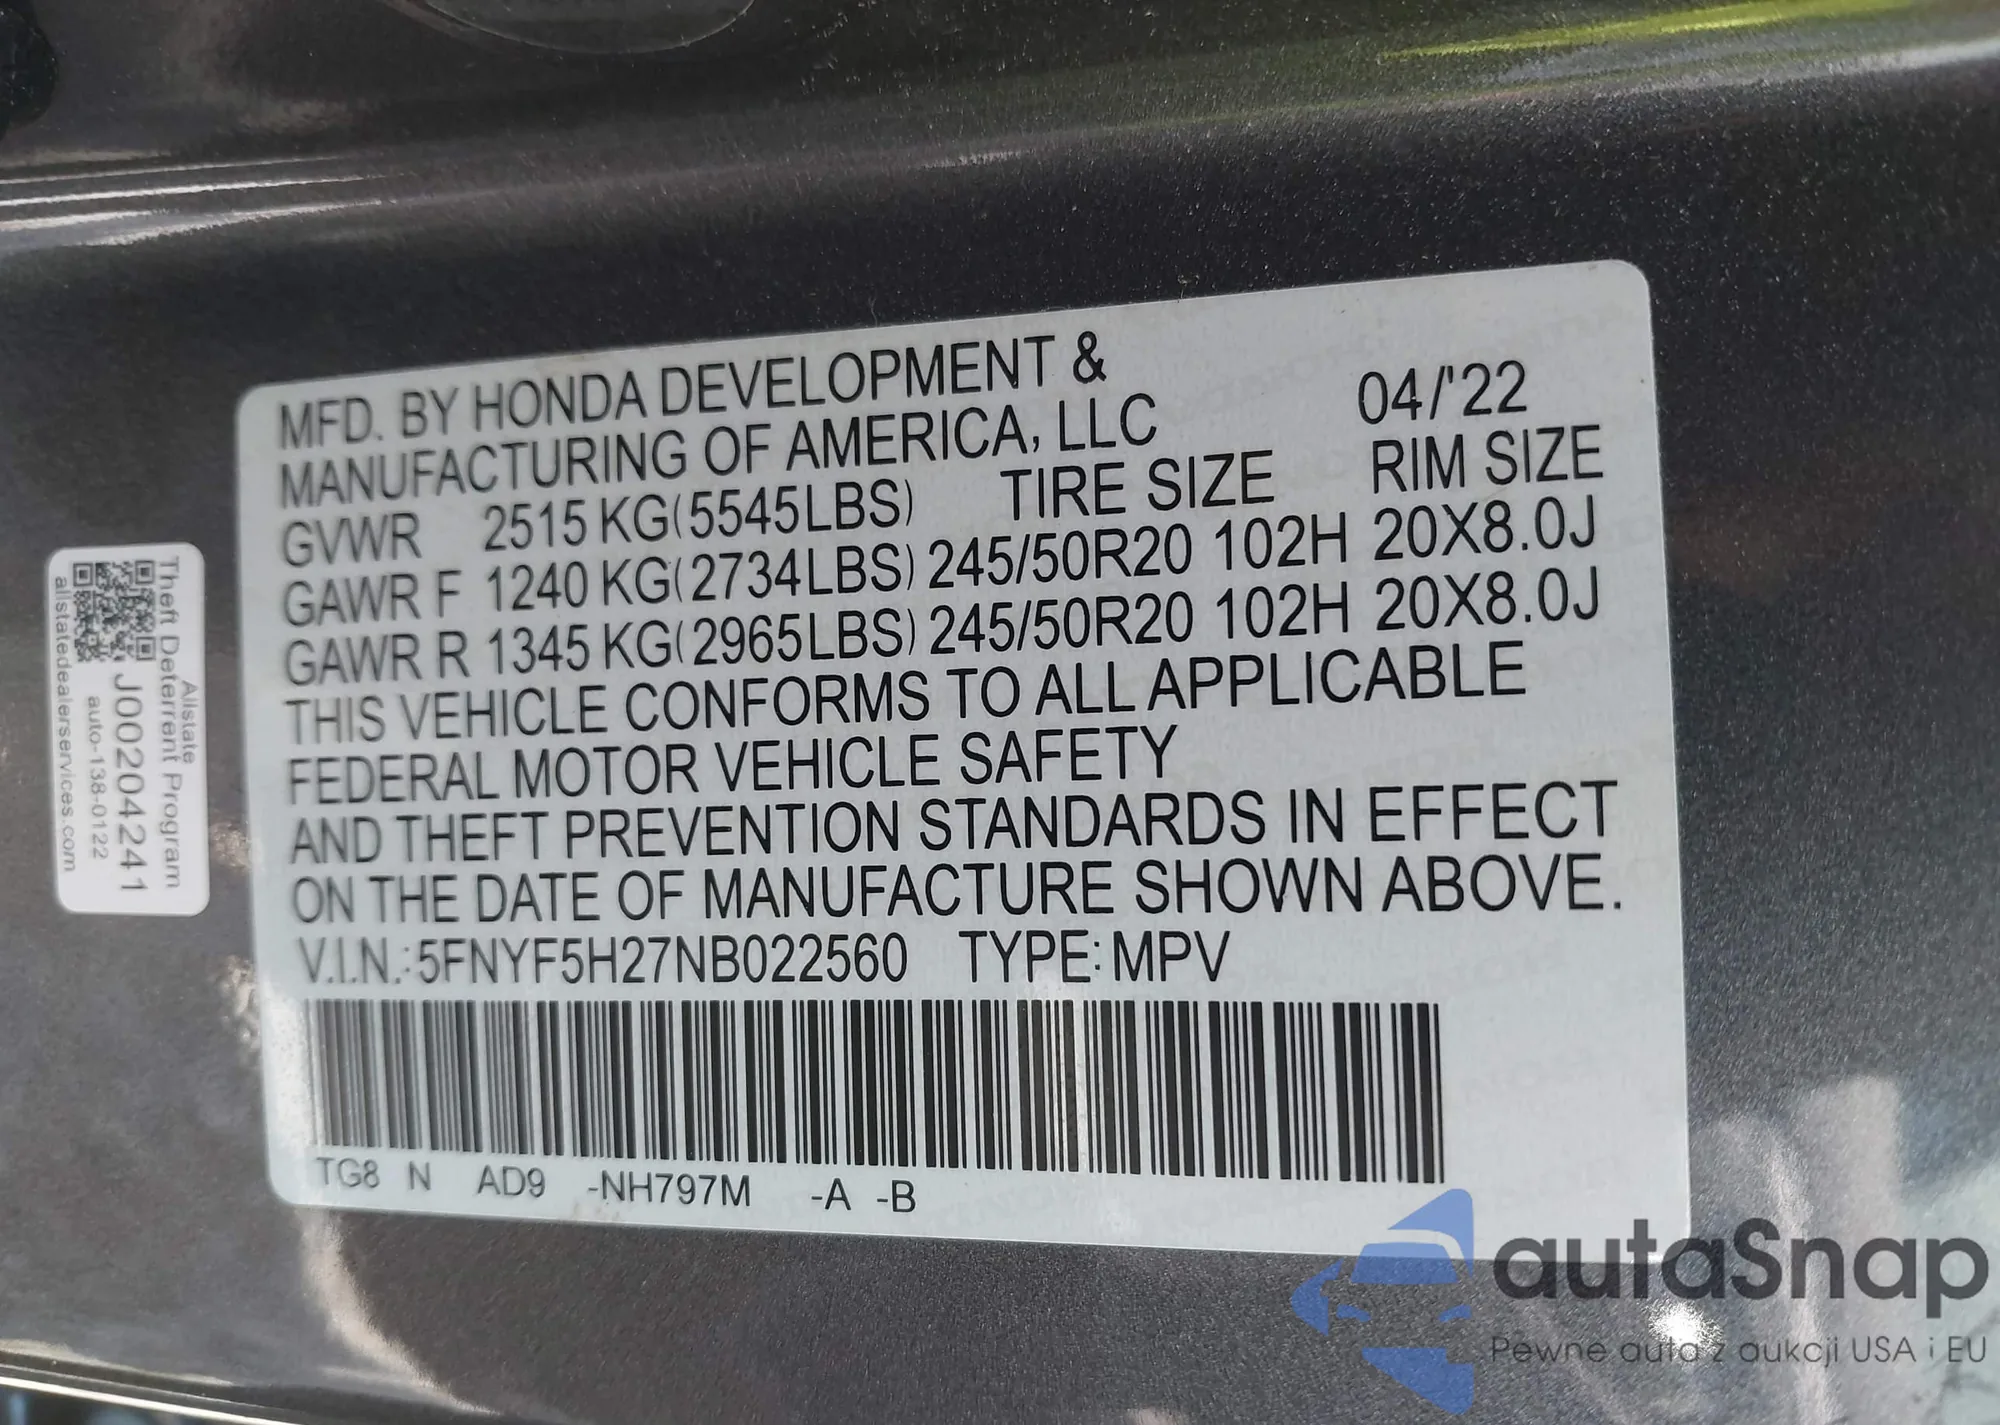 MFD. BY HONDA DEVELOPMENT &
MANUFACTURING OF AMERICA, LLC 04/'22
GVWR 2515 KG(5545LBS) TIRE SIZE RIM SIZE
GAWR F 1240 KG(2734LBS) 245/50R20 102H 20X8.0J
GAWR R 1345 KG(2965LBS) 245/50R20 102H 20X8.0J
THIS VEHICLE CONFORMS TO ALL APPLICABLE
FEDERAL MOTOR VEHICLE SAFETY
AND THEFT PREVENTION STANDARDS IN EFFECT
ON THE DATE OF MANUFACTURE SHOWN ABOVE.
V.I.N.:5FNYF5H27NB022560 TYPE: MPV
TG8 N AD9 -NH797M -A -B
Allstate
Theft Deterrent Program
J00204241
auto-138-0122
allstatedealerservices.com
autaSnap
Pewne auta z aukcji USA i EU